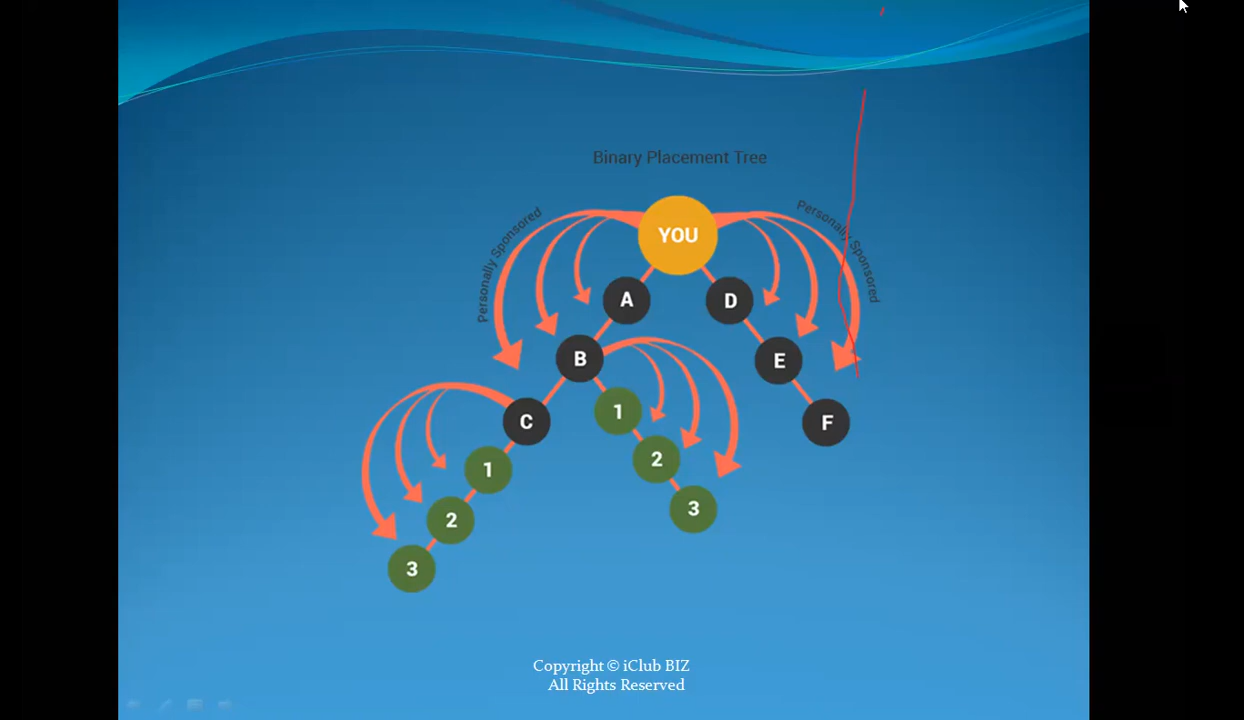 Binary Placement Tree
Personally Sponsored
Personally Sponsored
YOU
A
D
B
E
C
1
F
1
2
2
3
3
Copyright © iClub BIZ
All Rights Reserved